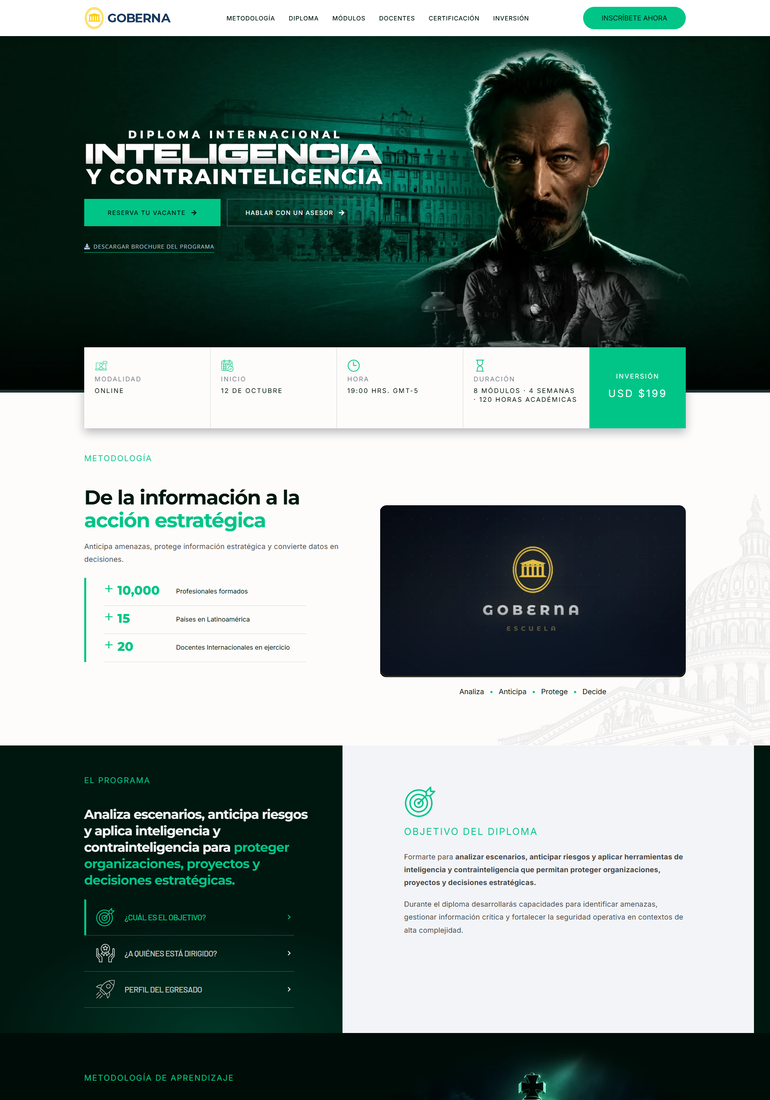 GOBERNA
METODOLOGÍA DIPLOMA MÓDULOS DOCENTES CERTIFICACIÓN INVERSIÓN
INSCRÍBETE AHORA
DIPLOMA INTERNACIONAL
INTELIGENCIA
Y CONTRAINTELIGENCIA
RESERVA TU VACANTE →
HABLAR CON UN ASESOR →
DESCARGAR BROCHURE DEL PROGRAMA
MODALIDAD
ONLINE
INICIO
12 DE OCTUBRE
HORA
19:00 HRS. GMT-5
DURACIÓN
8 MÓDULOS · 4 SEMANAS
· 120 HORAS ACADÉMICAS
INVERSIÓN
USD $199
METODOLOGÍA
De la información a la
acción estratégica
Anticipa amenazas, protege información estratégica y convierte datos en
decisiones.
+ 10,000 Profesionales formados
+ 15 Países en Latinoamérica
+ 20 Docentes Internacionales en ejercicio
GOBERNA
ESCUELA
Analiza • Anticipa • Protege • Decide
EL PROGRAMA
Analiza escenarios, anticipa riesgos
y aplica inteligencia y
contrainteligencia para proteger
organizaciones, proyectos y
decisiones estratégicas.
¿CUÁL ES EL OBJETIVO? ›
¿A QUIÉNES ESTÁ DIRIGIDO? ›
PERFIL DEL EGRESADO ›
OBJETIVO DEL DIPLOMA
Formarte para analizar escenarios, anticipar riesgos y aplicar herramientas de
inteligencia y contrainteligencia que permitan proteger organizaciones,
proyectos y decisiones estratégicas.
Durante el diploma desarrollarás capacidades para identificar amenazas,
gestionar información crítica y fortalecer la seguridad operativa en contextos de
alta complejidad.
METODOLOGÍA DE APRENDIZAJE